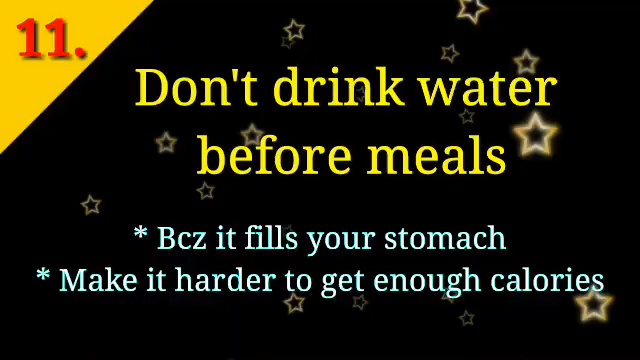 11.
Don't drink water
before meals
* Bcz it fills your stomach
* Make it harder to get enough calories